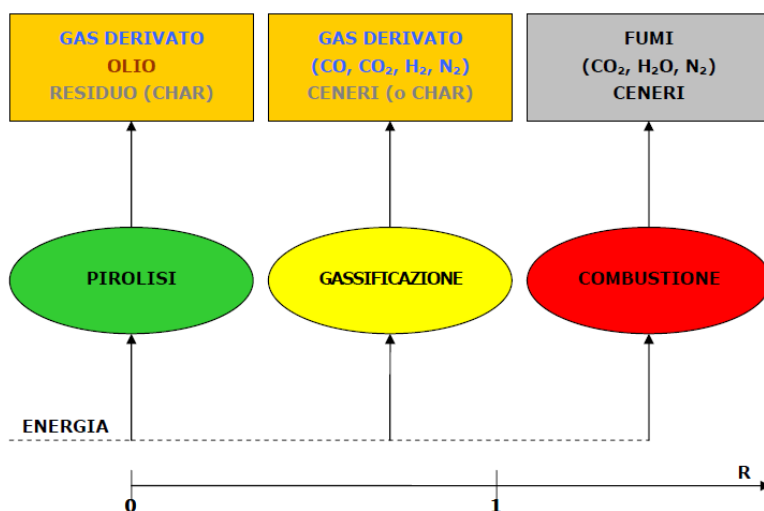 GAS DERIVATO
OLIO
RESIDUO (CHAR)
GAS DERIVATO
(CO, CO₂, H₂, N₂)
CENERI (o CHAR)
FUMI
(CO₂, H₂O, N₂)
CENERI
PIROLISI
GASSIFICAZIONE
COMBUSTIONE
ENERGIA
R
0
1